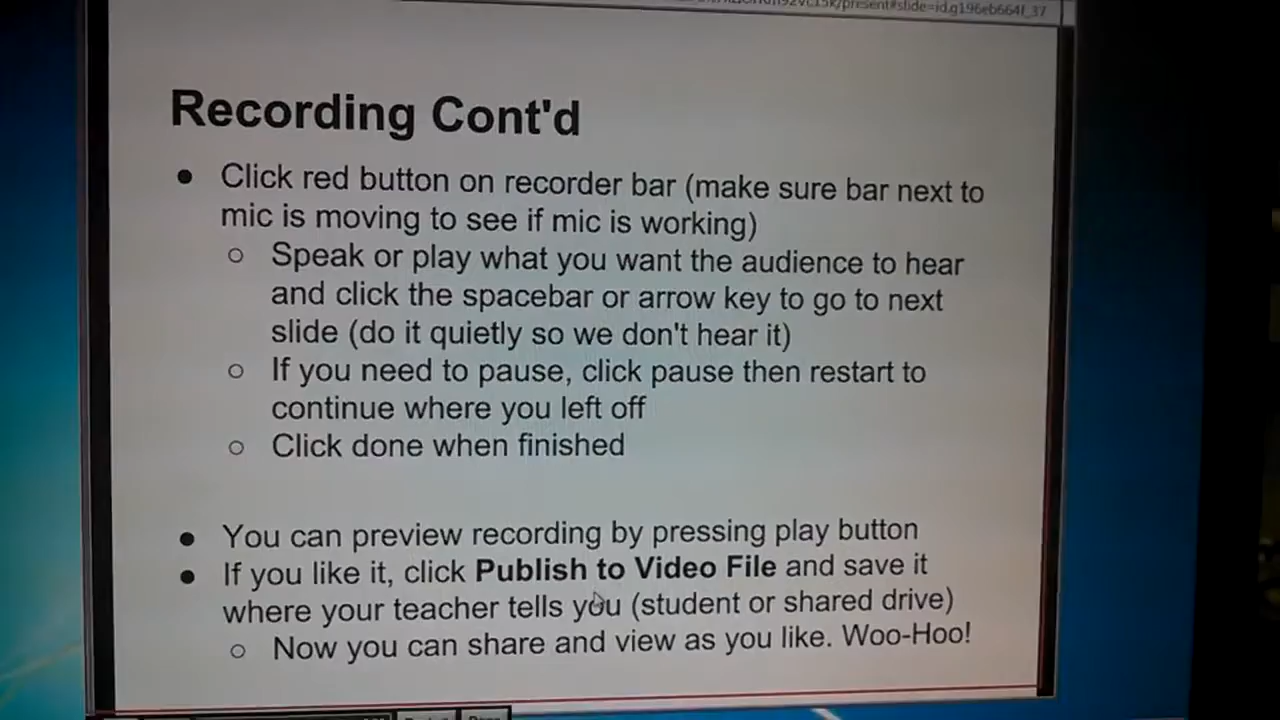 /present#slide=id.g196eb664f_37
Recording Cont'd
● Click red button on recorder bar (make sure bar next to
mic is moving to see if mic is working)
○ Speak or play what you want the audience to hear
and click the spacebar or arrow key to go to next
slide (do it quietly so we don't hear it)
○ If you need to pause, click pause then restart to
continue where you left off
○ Click done when finished
● You can preview recording by pressing play button
● If you like it, click Publish to Video File and save it
where your teacher tells you (student or shared drive)
○ Now you can share and view as you like. Woo-Hoo!